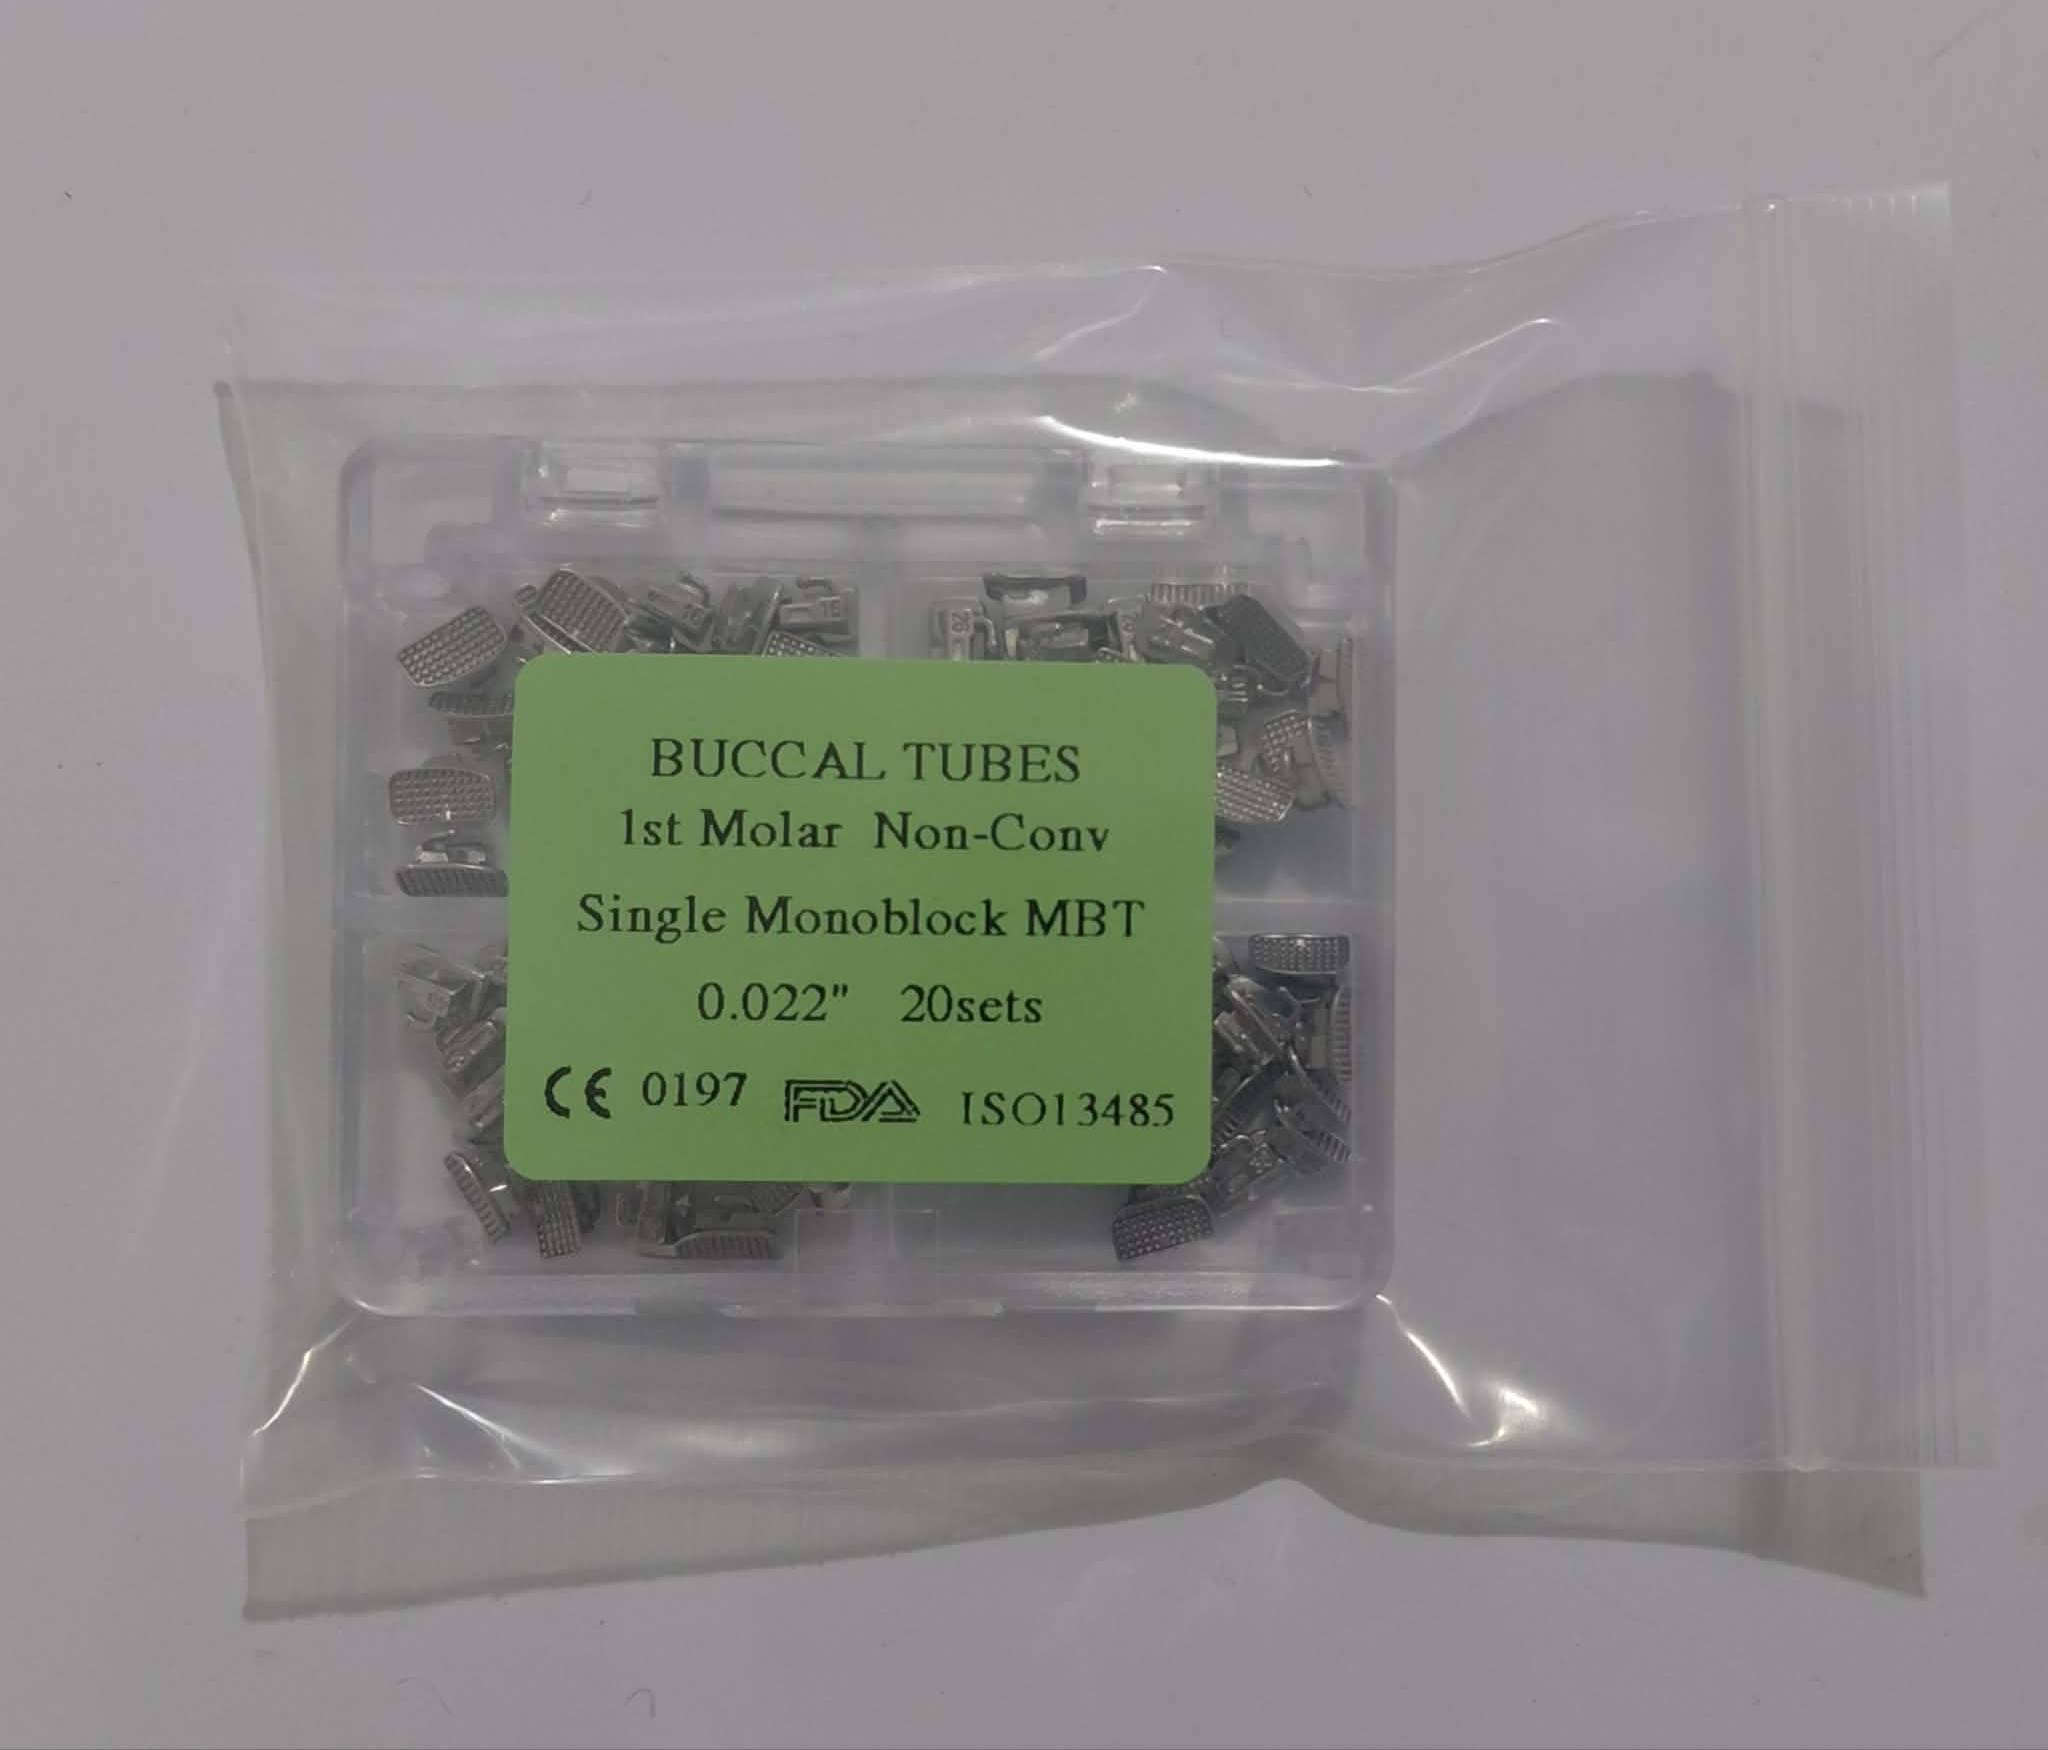 BUCCAL TUBES
1st Molar Non-Conv
Single Monoblock MBT
0.022" 20sets
CE 0197 FDA ISO13485